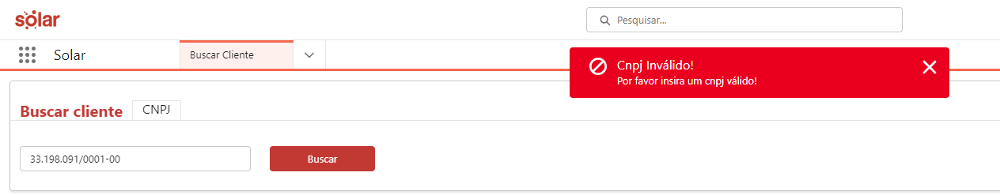 solar
Pesquisar...
Solar
Buscar Cliente
Cnpj Inválido!
Por favor insira um cnpj válido!
Buscar cliente
CNPJ
33.198.091/0001-00
Buscar